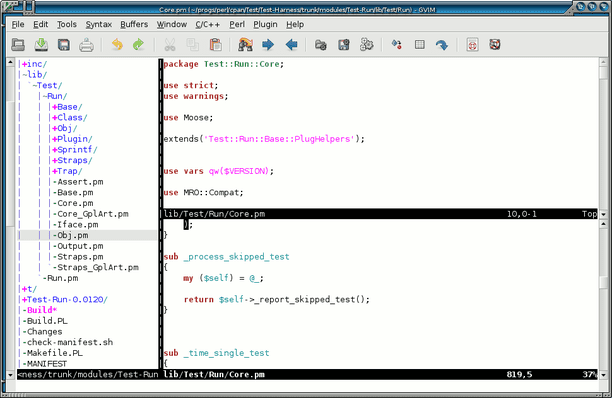 Core.pm (~/progs/perl/cpan/Test/Test-Harness/trunk/modules/Test-Run/lib/Test/Run) - GVIM
File Edit Tools Syntax Buffers Window C/C++ Perl Plugin Help
|+inc/
~lib/
~Test/
|~Run/
||+Base/
||+Class/
||+Obj/
||+Plugin/
||+Sprintf/
||+Straps/
||+Trap/
||-Assert.pm
||-Base.pm
||-Core.pm
||-Core_GplArt.pm
||-Iface.pm
||-Obj.pm
||-Output.pm
||-Straps.pm
||-Straps_GplArt.pm
|-Run.pm
|+t/
|+Test-Run-0.0120/
|-Build*
|-Build.PL
|-Changes
|-check-manifest.sh
|-Makefile.PL
|-MANIFEST
<ness/trunk/modules/Test-Run
package Test::Run::Core;
use strict;
use warnings;
use Moose;
extends('Test::Run::Base::PlugHelpers');
use vars qw($VERSION);
use MRO::Compat;
lib/Test/Run/Core.pm 10,0-1 Top
);
}
sub _process_skipped_test
{
my ($self) = @_;
return $self->_report_skipped_test();
}
sub _time_single_test
{
lib/Test/Run/Core.pm 819,5 37%